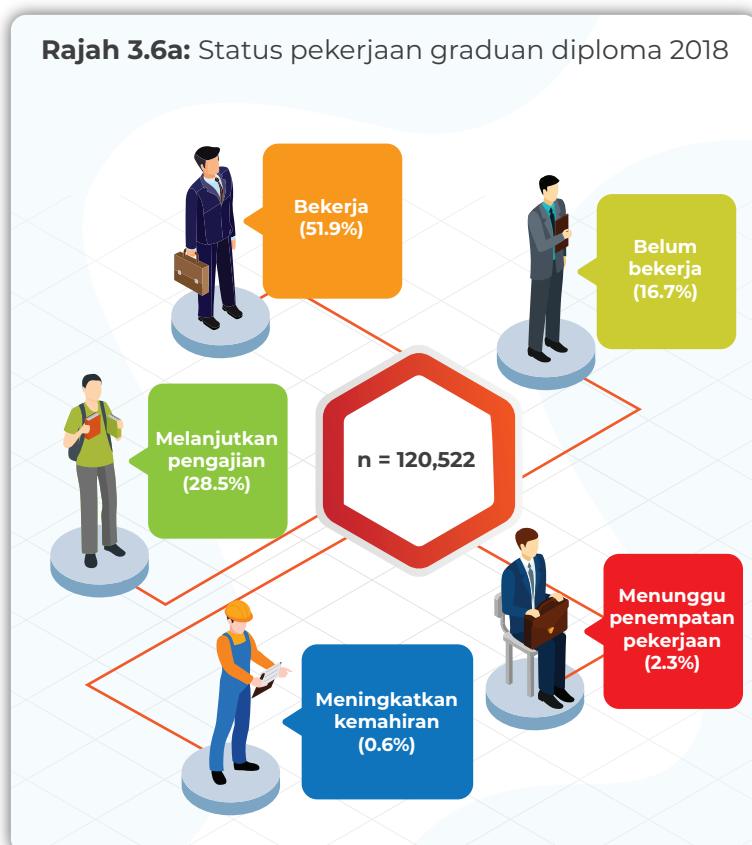 Rajah 3.6a: Status pekerjaan graduan diploma 2018
Bekerja
(51.9%)
Belum
bekerja
(16.7%)
Melanjutkan
pengajian
(28.5%)
n = 120,522
Menunggu
penempatan
pekerjaan
(2.3%)
Meningkatkan
kemahiran
(0.6%)